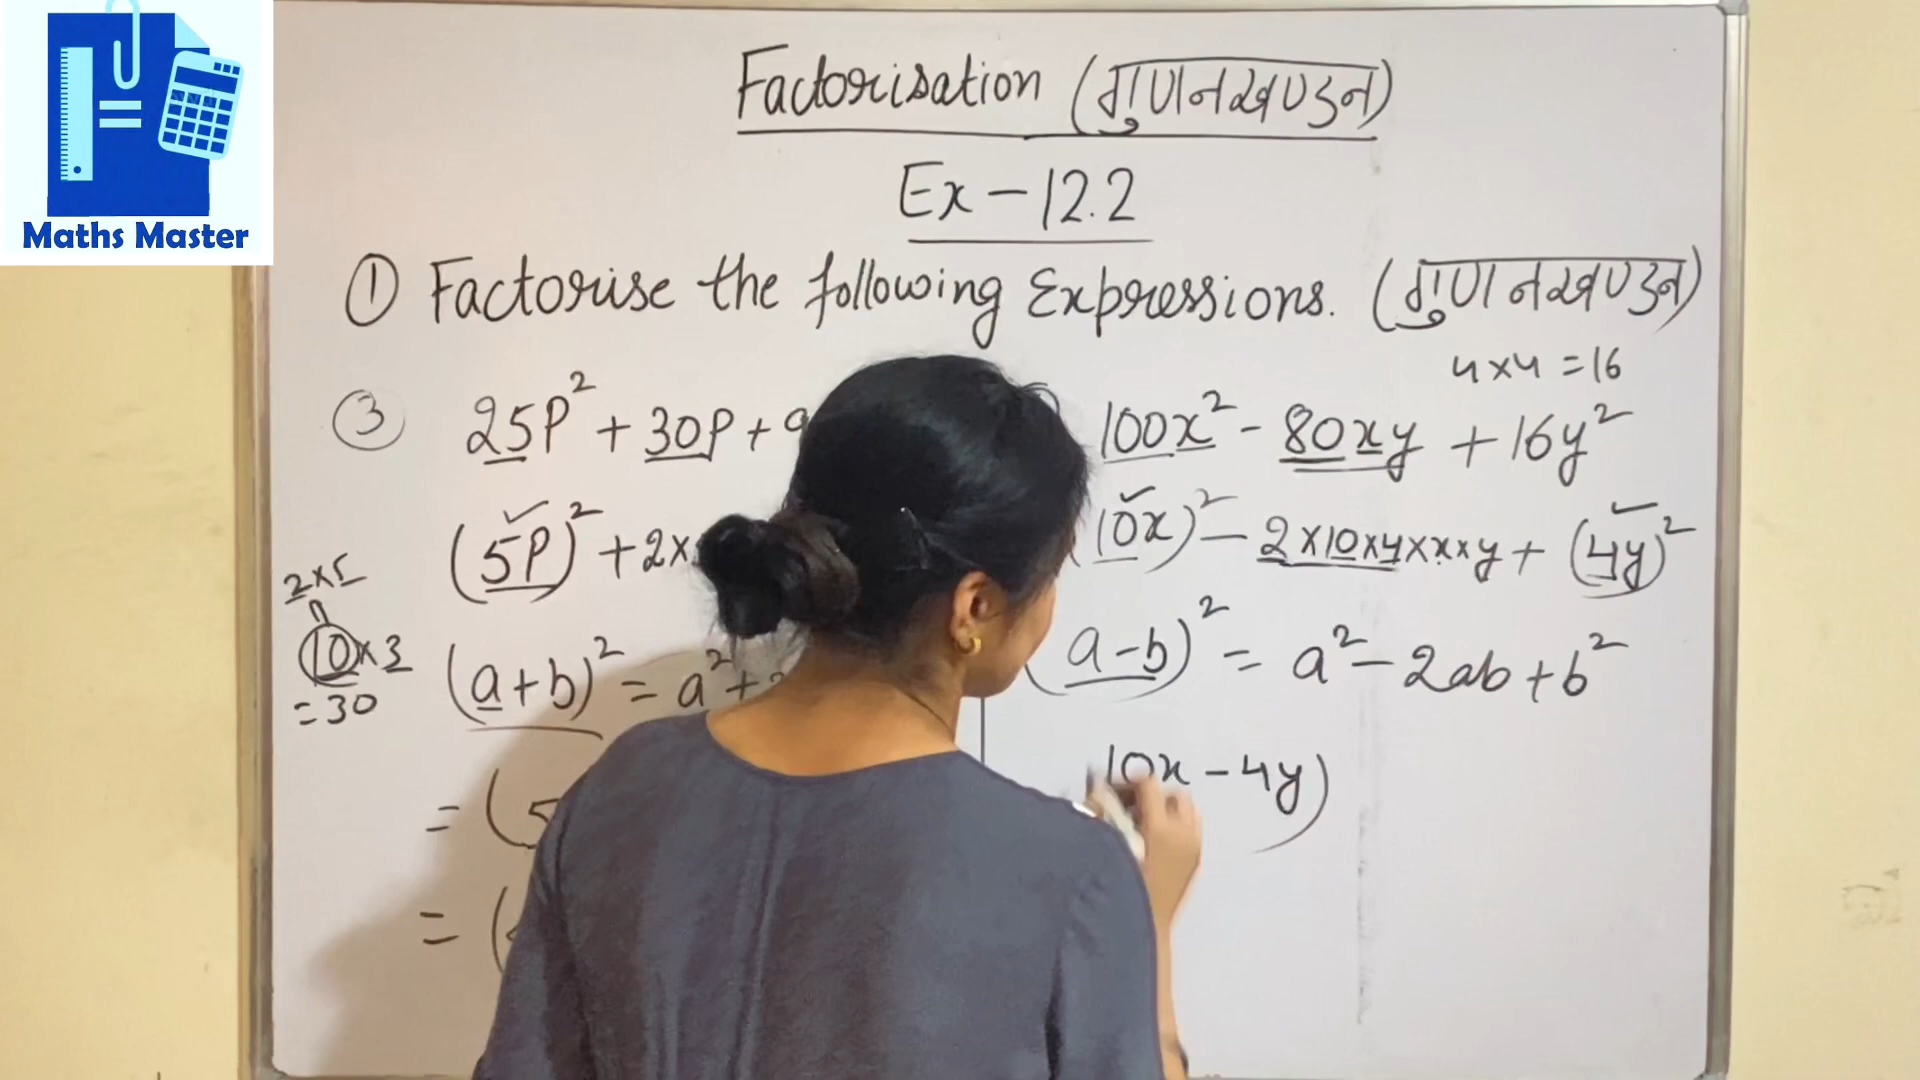 Maths Master
Factorisation (गुणनखण्डन)
Ex - 12.2
① Factorise the following Expressions. (गुणनखण्डन)
4 × 4 = 16
③ 25P² + 30P + 9
(5P)² + 2 ×
2 × 5
10 × 3
= 30
(a + b)² = a² +
= (5
= (
100x² - 80xy + 16y²
(10x)² - 2 × 10 × 4 × x × y + (4y)²
(a - b)² = a² - 2ab + b²
10x - 4y)